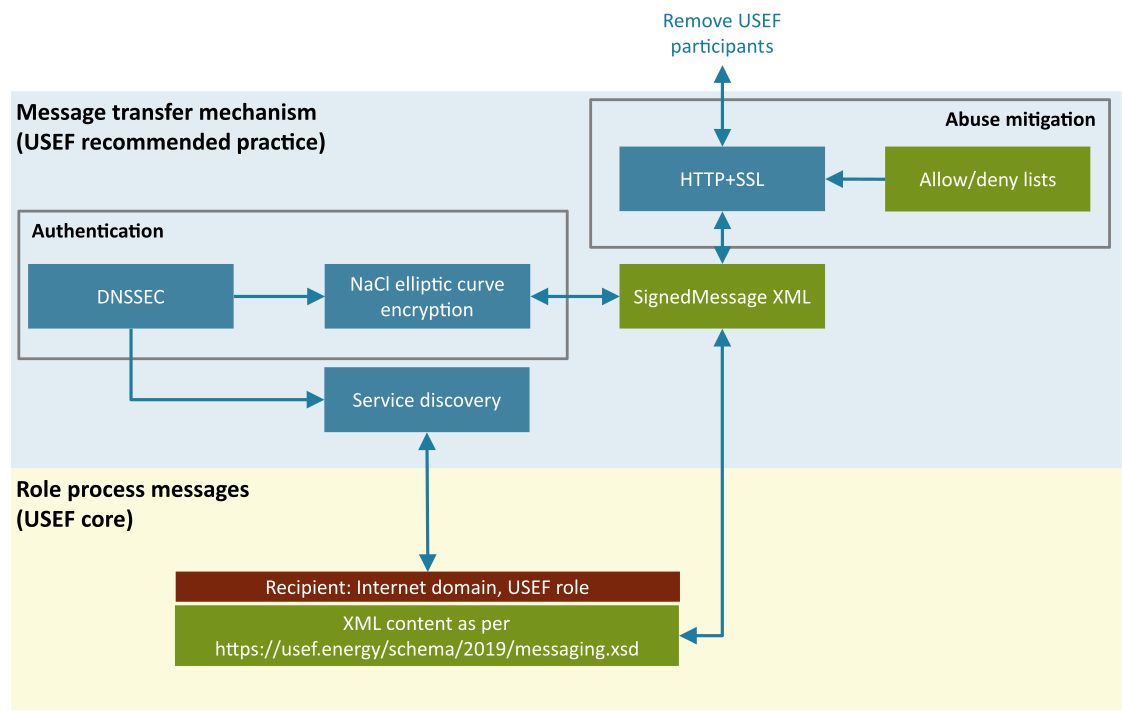 Remove USEF
participants
Message transfer mechanism
(USEF recommended practice)
Abuse mitigation
HTTP+SSL
Allow/deny lists
Authentication
DNSSEC
NaCl elliptic curve
encryption
SignedMessage XML
Service discovery
Role process messages
(USEF core)
Recipient: Internet domain, USEF role
XML content as per
https://usef.energy/schema/2019/messaging.xsd